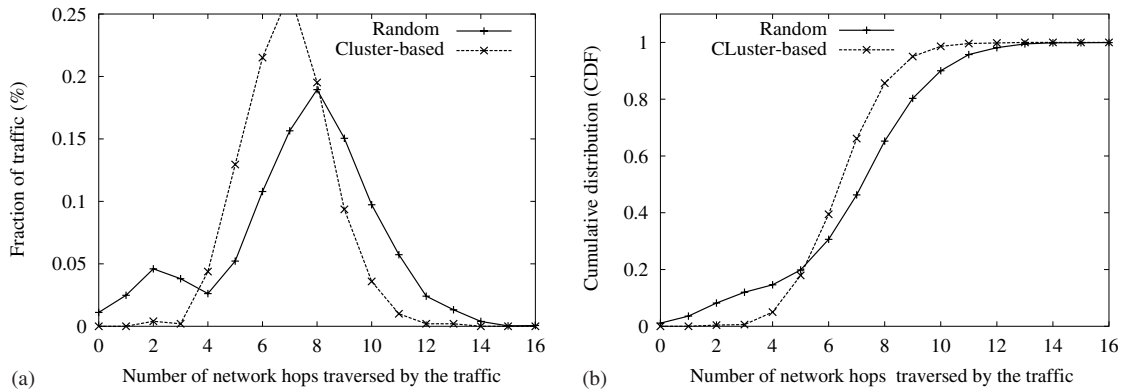 0.25
0.2
0.15
0.1
0.05
0
Fraction of traffic (%)
Random
Cluster-based
0 2 4 6 8 10 12 14 16
Number of network hops traversed by the traffic
(a)
1
0.8
0.6
0.4
0.2
0
Cumulative distribution (CDF)
Random
CLuster-based
0 2 4 6 8 10 12 14 16
Number of network hops traversed by the traffic
(b)